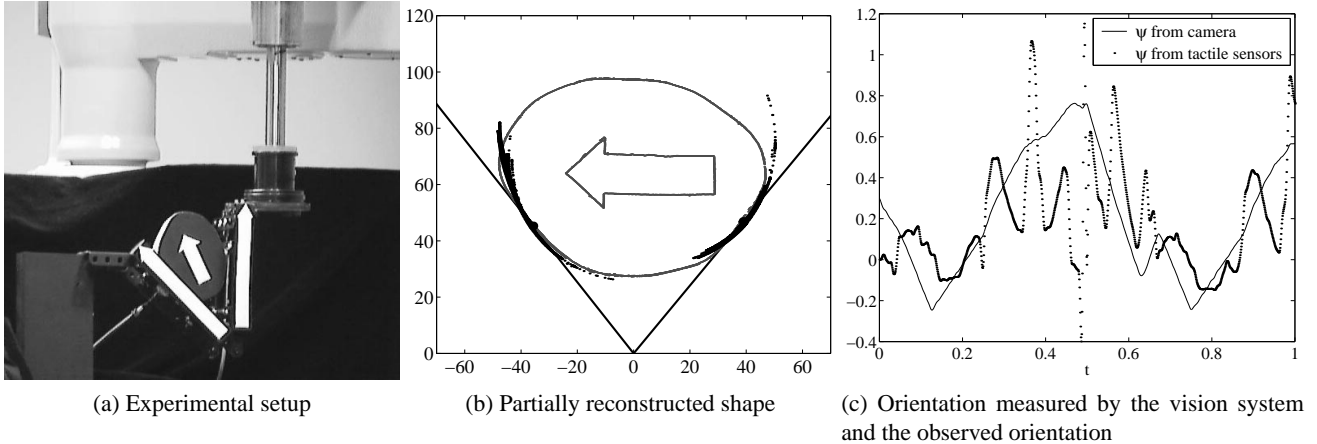 120
100
80
60
40
20
0
−60 −40 −20 0 20 40 60
1.2
1
0.8
0.6
0.4
0.2
0
−0.2
−0.4
0 0.2 0.4 0.6 0.8 1
t
ψ from camera
ψ from tactile sensors
(a) Experimental setup
(b) Partially reconstructed shape
(c) Orientation measured by the vision system
and the observed orientation